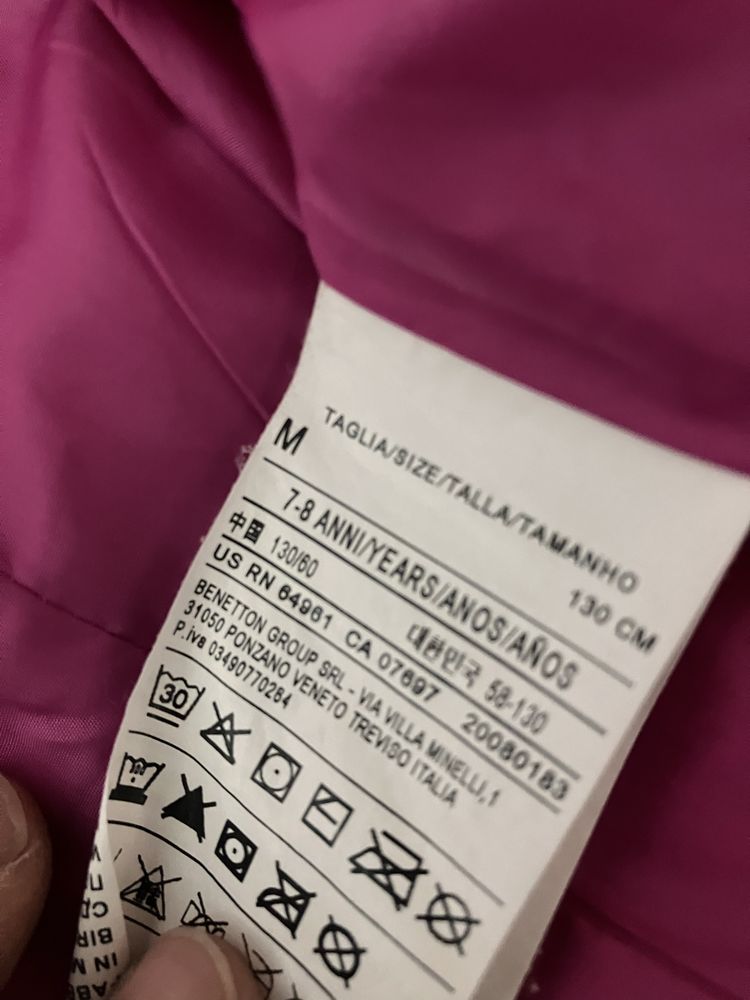 TAGLIA/SIZE/TALLA/TAMANHO
M 130 CM
7-8 ANNI/YEARS/ANOS/AÑOS
中国 130/60 대한민국 58-130
US RN 64961 CA 07697 20080183
BENETTON GROUP SRL - VIA VILLA MINELLI,1
31050 PONZANO VENETO TREVISO ITALIA
P.iva 03490770264
30